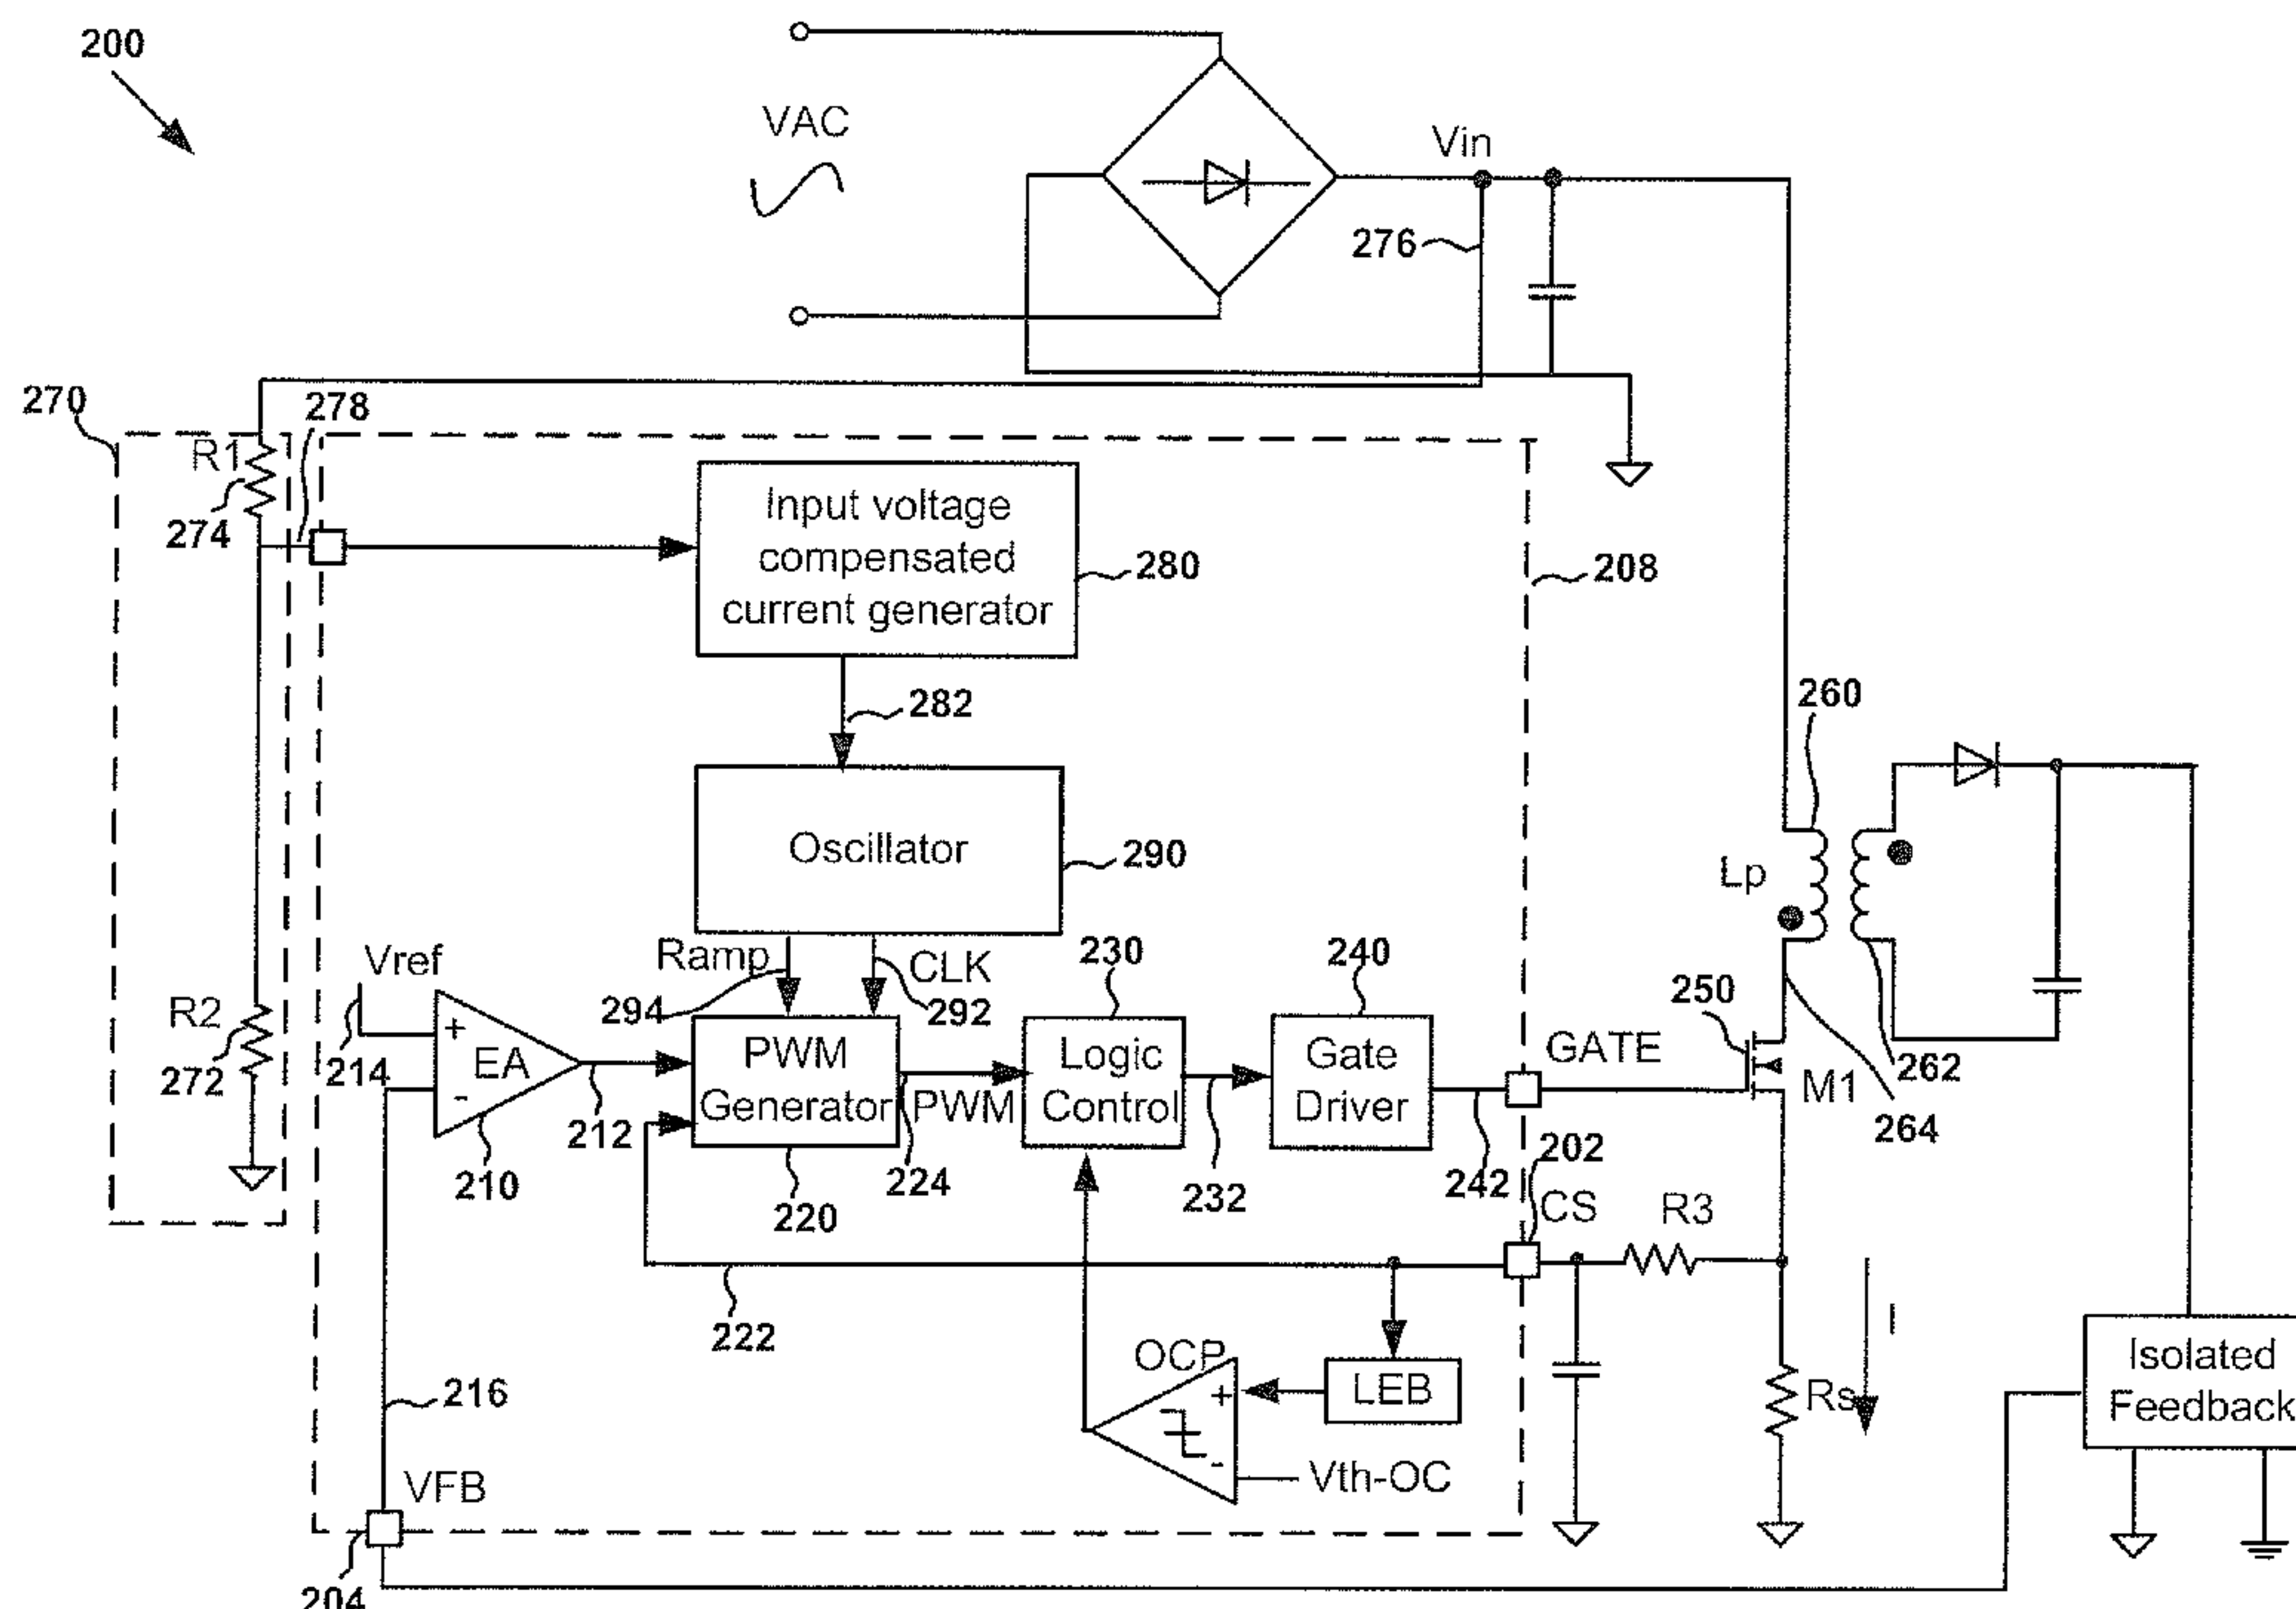 200
VAC
Vin
276
270
278
R1
274
Input voltage
compensated
current generator
280
208
282
260
Oscillator
290
Lp
Vref
Ramp
CLK
230
240
294
292
250
R2
214
272
+
EA
-
PWM
Generator
Logic
Control
Gate
Driver
GATE
M1
262
264
212
PWM
210
220
224
232
242
202
CS
R3
222
OCP
+
-
LEB
I
Rs
Isolated
Feedback
216
Vth-OC
VFB
204